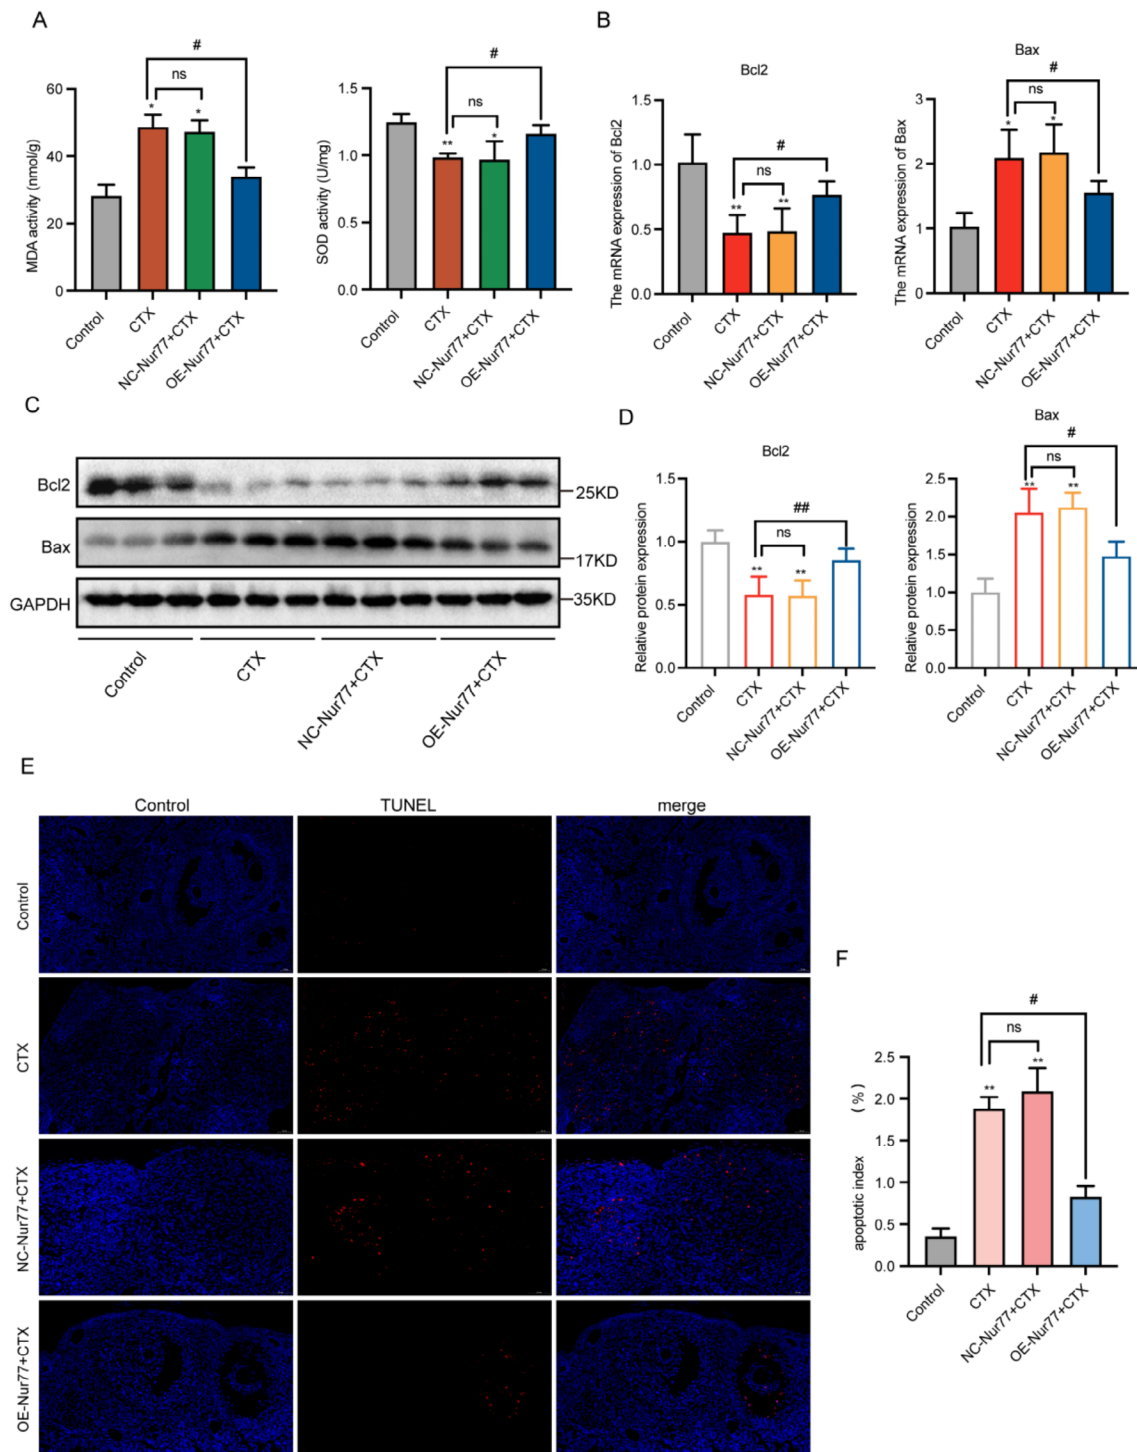 A
#
ns
* *
MDA activity (nmol/g)
60
40
20
0
Control
CTX
NC-Nur77+CTX
OE-Nur77+CTX
#
ns
** *
SOD activity (U/mg)
1.5
1.0
0.5
0.0
Control
CTX
NC-Nur77+CTX
OE-Nur77+CTX
B
Bcl2
#
ns
** **
The mRNA expression of Bcl2
1.5
1.0
0.5
0.0
Control
CTX
NC-Nur77+CTX
OE-Nur77+CTX
Bax
#
ns
* *
The mRNA expression of Bax
3
2
1
0
Control
CTX
NC-Nur77+CTX
OE-Nur77+CTX
C
Bcl2
25KD
Bax
17KD
GAPDH
35KD
Control
CTX
NC-Nur77+CTX
OE-Nur77+CTX
D
Bcl2
##
ns
** **
Relative protein expression
1.5
1.0
0.5
0.0
Control
CTX
NC-Nur77+CTX
OE-Nur77+CTX
Bax
#
ns
** **
Relative protein expression
2.5
2.0
1.5
1.0
0.5
0.0
Control
CTX
NC-Nur77+CTX
OE-Nur77+CTX
E
Control TUNEL merge
Control
CTX
NC-Nur77+CTX
OE-Nur77+CTX
F
#
ns
** **
apoptotic index (%)
2.5
2.0
1.5
1.0
0.5
0.0
Control
CTX
NC-Nur77+CTX
OE-Nur77+CTX